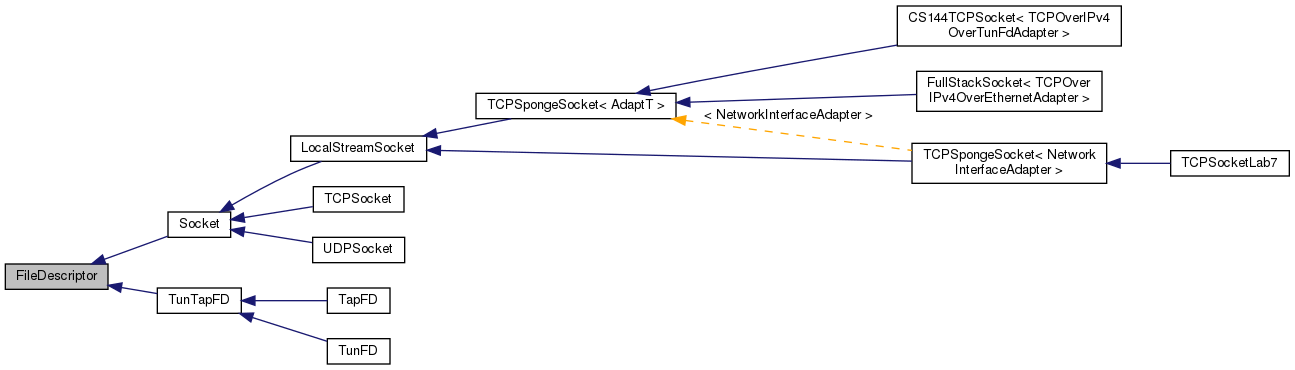 CS144TCPSocket< TCPOverIPv4
OverTunFdAdapter >
FullStackSocket< TCPOver
IPv4OverEthernetAdapter >
TCPSpongeSocket< AdaptT >
< NetworkInterfaceAdapter >
LocalStreamSocket
TCPSpongeSocket< Network
InterfaceAdapter >
TCPSocketLab7
TCPSocket
Socket
UDPSocket
FileDescriptor
TunTapFD
TapFD
TunFD